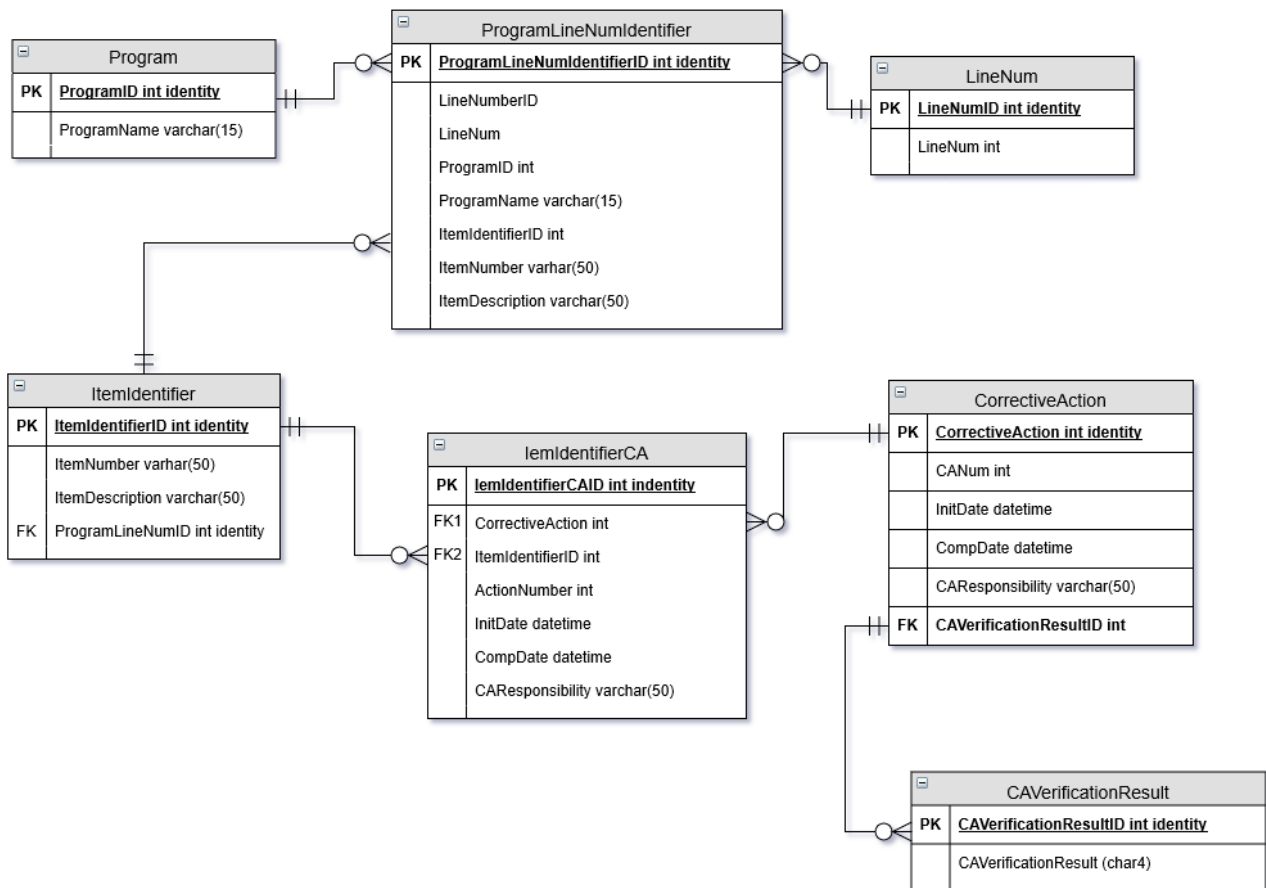 Program
PK ProgramID int identity
ProgramName varchar(15)
ProgramLineNumIdentifier
PK ProgramLineNumIdentifierID int identity
LineNumberID
LineNum
ProgramID int
ProgramName varchar(15)
ItemIdentifierID int
ItemNumber varhar(50)
ItemDescription varchar(50)
LineNum
PK LineNumID int identity
LineNum int
ItemIdentifier
PK ItemIdentifierID int identity
ItemNumber varhar(50)
ItemDescription varchar(50)
FK ProgramLineNumID int identity
IemIdentifierCA
PK IemIdentifierCAID int indentity
FK1 CorrectiveAction int
FK2 ItemIdentifierID int
ActionNumber int
InitDate datetime
CompDate datetime
CAResponsibility varchar(50)
CorrectiveAction
PK CorrectiveAction int identity
CANum int
InitDate datetime
CompDate datetime
CAResponsibility varchar(50)
FK CAVerificationResultID int
CAVerificationResult
PK CAVerificationResultID int identity
CAVerificationResult (char4)